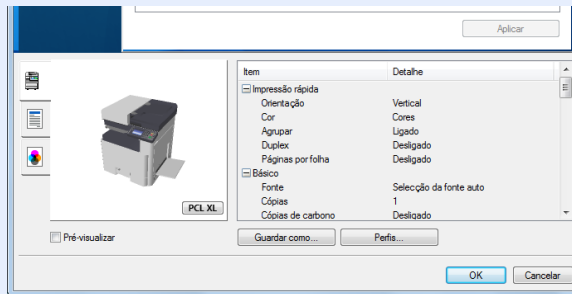 Aplicar
Item Detalhe
Impressão rápida
Orientação Vertical
Cor Cores
Agrupar Ligado
Duplex Desligado
Páginas por folha Desligado
Básico
Fonte Selecção da fonte auto
Cópias 1
Cópias de carbono Desligado
PCL XL
Pré-visualizar Guardar como... Perfis...
OK Cancelar